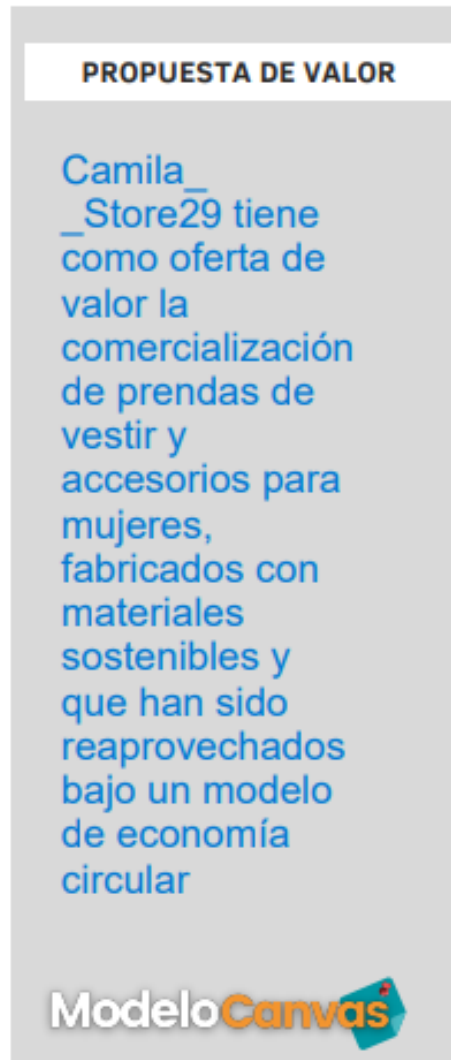 PROPUESTA DE VALOR
Camila_
_Store29 tiene
como oferta de
valor la
comercialización
de prendas de
vestir y
accesorios para
mujeres,
fabricados con
materiales
sostenibles y
que han sido
reaprovechados
bajo un modelo
de economía
circular
ModeloCanvas